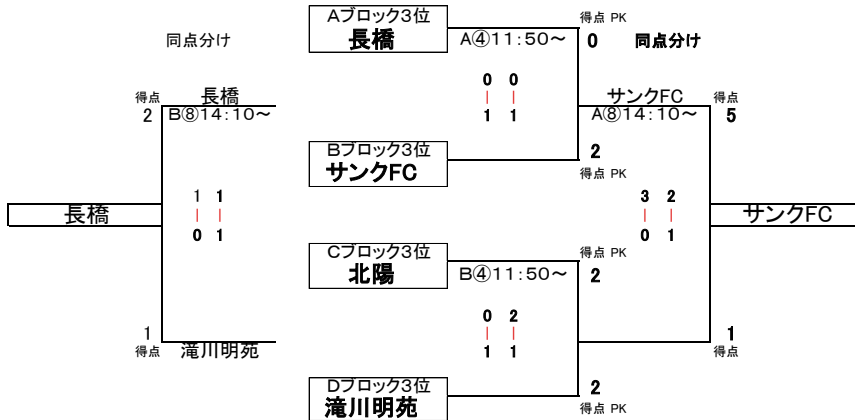 Aブロック3位
長橋
A④11:50～
得点 PK
0 同点分け
0 0
| |
1 1
Bブロック3位
サンクFC
2
得点 PK
Cブロック3位
北陽
B④11:50～
得点 PK
2
0 2
| |
1 1
Dブロック3位
滝川明苑
2
得点 PK
サンクFC
A⑧14:10～
得点
5
3 2
| |
0 1
サンクFC
1
得点
同点分け
得点
2
長橋
B⑧14:10～
1 1
| |
0 1
長橋
1
得点
滝川明苑